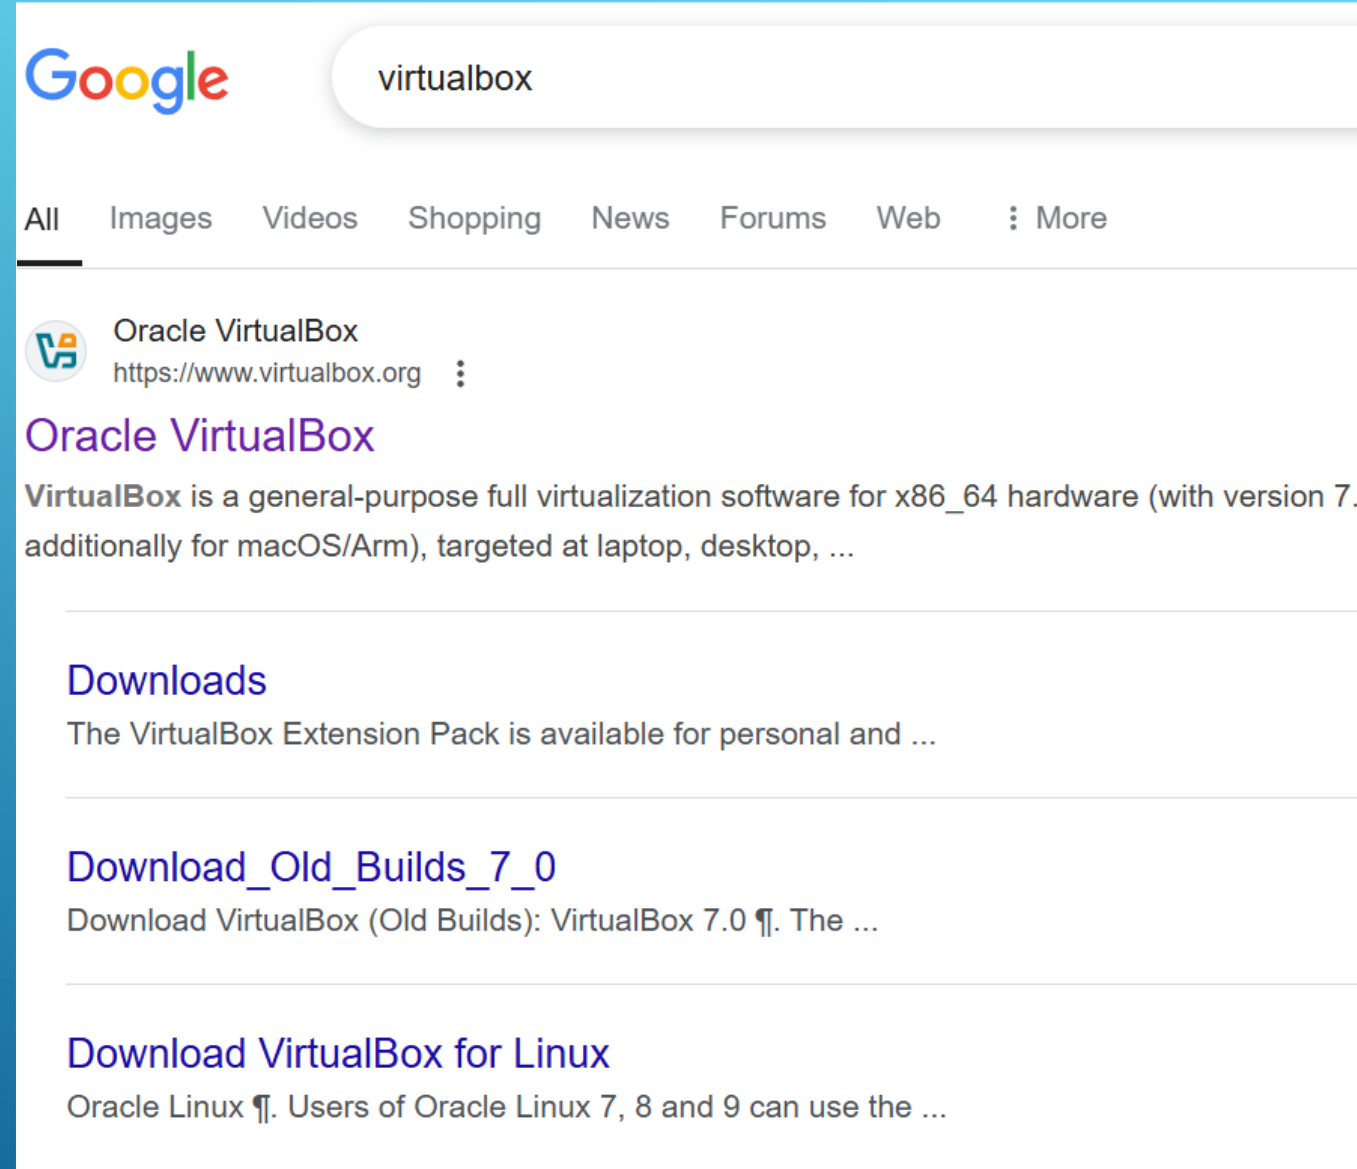 Google
virtualbox
All Images Videos Shopping News Forums Web More
Oracle VirtualBox
https://www.virtualbox.org
Oracle VirtualBox
VirtualBox is a general-purpose full virtualization software for x86_64 hardware (with version 7.
additionally for macOS/Arm), targeted at laptop, desktop, ...
Downloads
The VirtualBox Extension Pack is available for personal and ...
Download_Old_Builds_7_0
Download VirtualBox (Old Builds): VirtualBox 7.0 ¶. The ...
Download VirtualBox for Linux
Oracle Linux ¶. Users of Oracle Linux 7, 8 and 9 can use the ...